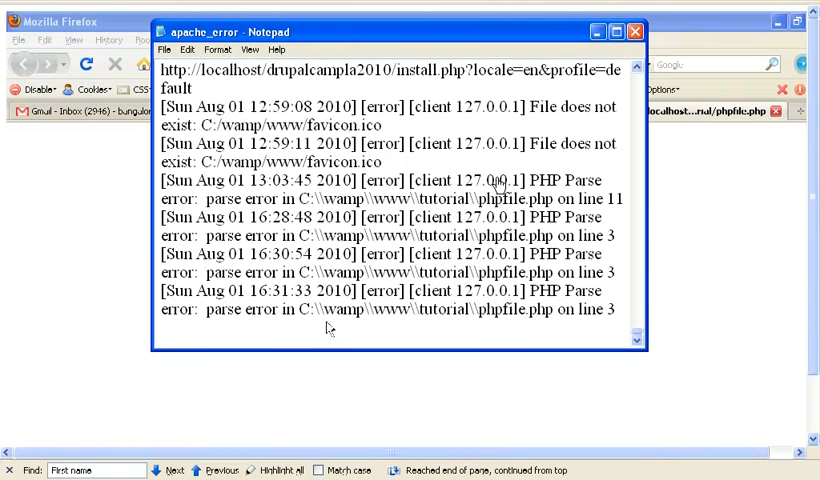 Mozilla Firefox
apache_error - Notepad
File Edit View History
File Edit Format View Help
http://localhost/drupalcampla2010/install.php?locale=en&profile=de
fault
[Sun Aug 01 12:59:08 2010] [error] [client 127.0.0.1] File does not
exist: C:/wamp/www/favicon.ico
[Sun Aug 01 12:59:11 2010] [error] [client 127.0.0.1] File does not
exist: C:/wamp/www/favicon.ico
[Sun Aug 01 13:03:45 2010] [error] [client 127.0.0.1] PHP Parse
error:  parse error in C:\\wamp\\www\\tutorial\\phpfile.php on line 11
[Sun Aug 01 16:28:48 2010] [error] [client 127.0.0.1] PHP Parse
error:  parse error in C:\\wamp\\www\\tutorial\\phpfile.php on line 3
[Sun Aug 01 16:30:54 2010] [error] [client 127.0.0.1] PHP Parse
error:  parse error in C:\\wamp\\www\\tutorial\\phpfile.php on line 3
[Sun Aug 01 16:31:33 2010] [error] [client 127.0.0.1] PHP Parse
error:  parse error in C:\\wamp\\www\\tutorial\\phpfile.php on line 3
Google
Disable Cookies CSS
Options
Gmail - Inbox (2946) -
localhost...rial/phpfile.php
Find: First name Next Previous Highlight all Match case Reached end of page, continued from top